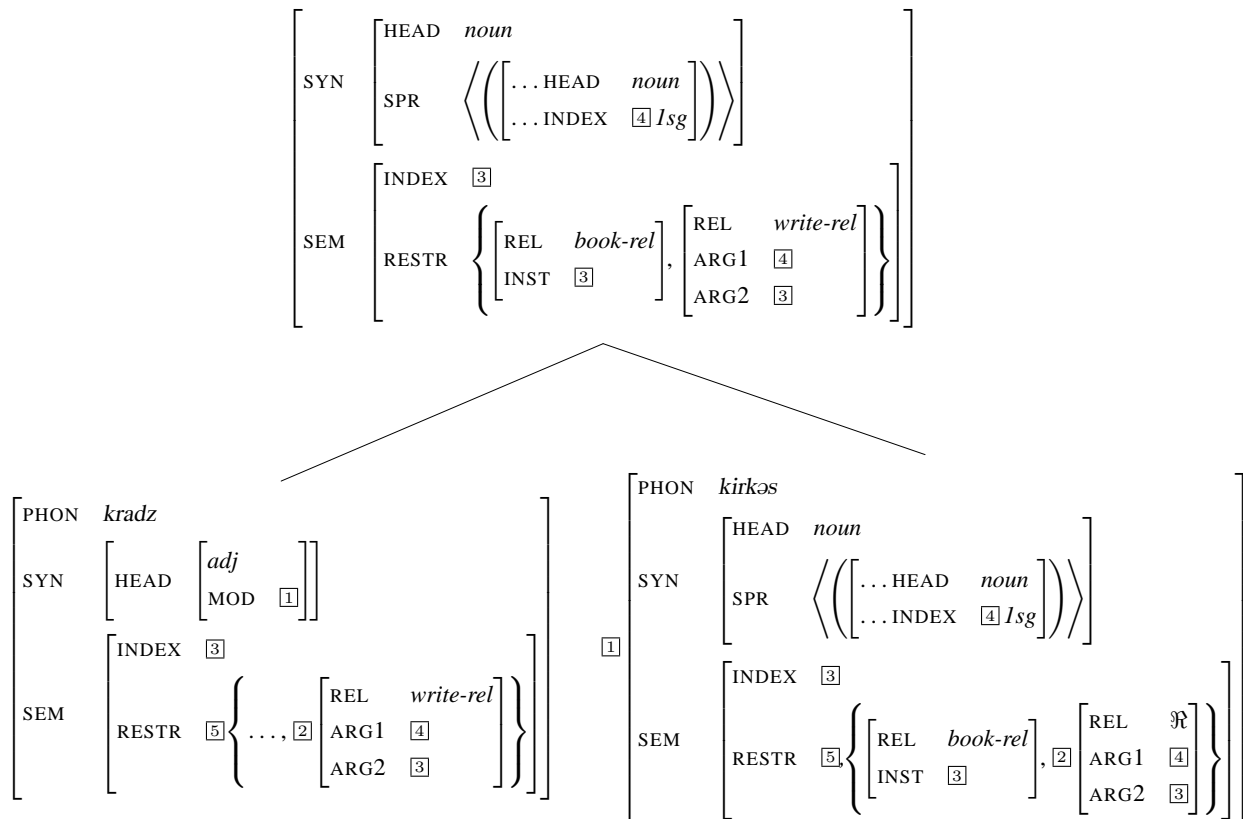 HEAD noun
SYN SPR ⟨([...HEAD noun
...INDEX 4 1sg])⟩
INDEX 3
SEM RESTR {[REL book-rel
INST 3], [REL write-rel
ARG1 4
ARG2 3]}
PHON kradz
SYN HEAD [adj
MOD 1]
INDEX 3
SEM RESTR 5 {..., 2 [REL write-rel
ARG1 4
ARG2 3]}
1
PHON kirkəs
HEAD noun
SYN SPR ⟨([...HEAD noun
...INDEX 4 1sg])⟩
INDEX 3
SEM RESTR 5, {[REL book-rel
INST 3], 2 [REL ℜ
ARG1 4
ARG2 3]}